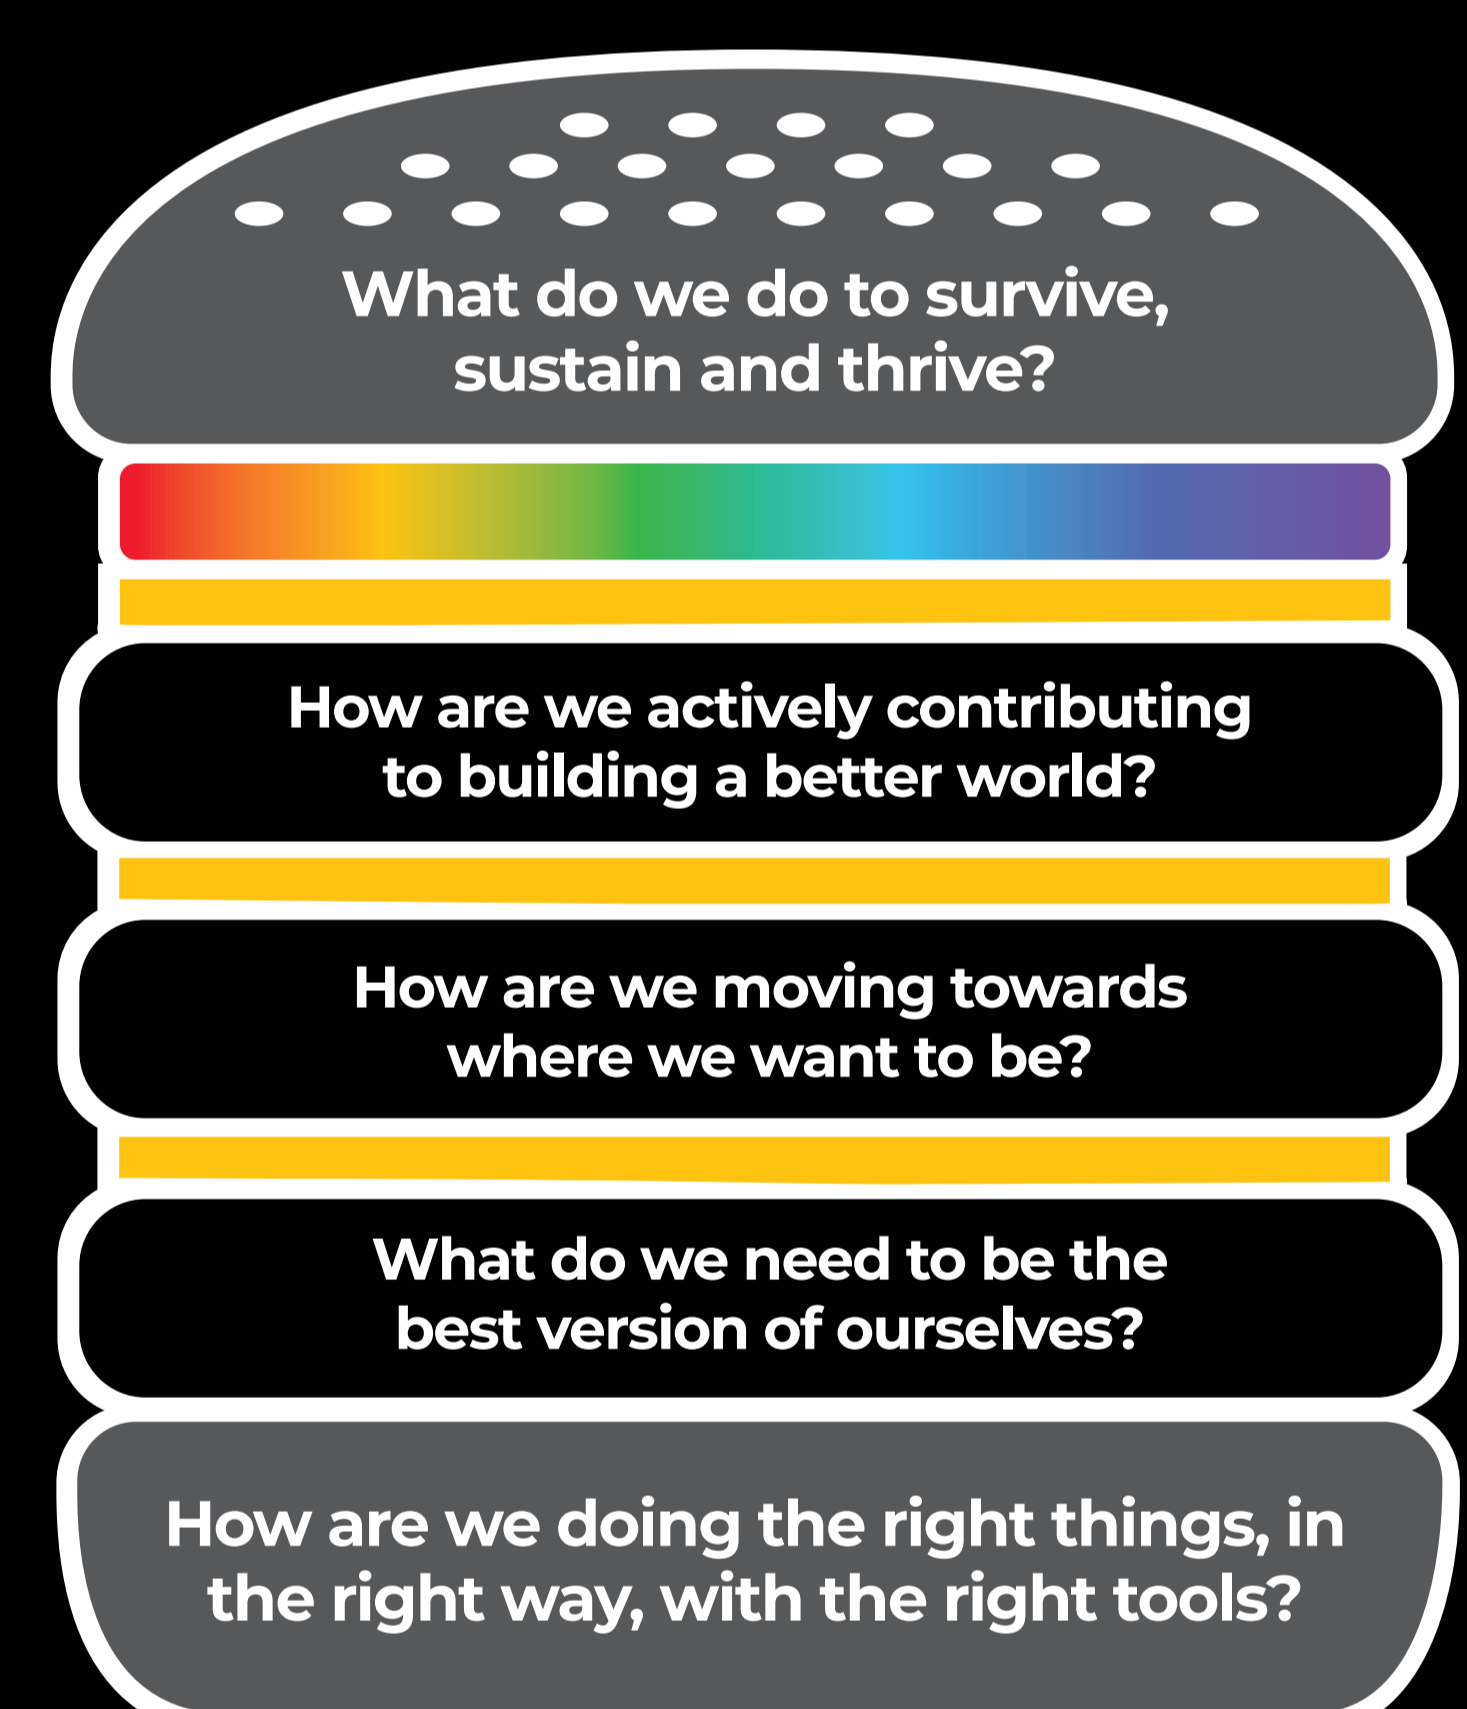 What do we do to survive,
sustain and thrive?
How are we actively contributing
to building a better world?
How are we moving towards
where we want to be?
What do we need to be the
best version of ourselves?
How are we doing the right things, in
the right way, with the right tools?